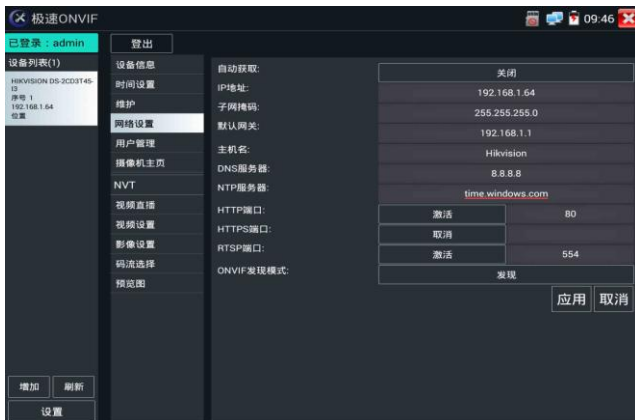 极速ONVIF
09:46
已登录：admin
登出
设备列表(1)
HIKVISION DS-2CD3T45-
I3
序号 1
192.168.1.64
位置
设备信息
时间设置
维护
网络设置
用户管理
摄像机主页
NVT
视频直播
视频设置
影像设置
码流选择
预览图
自动获取: 关闭
IP地址: 192.168.1.64
子网掩码: 255.255.255.0
默认网关: 192.168.1.1
主机名: Hikvision
DNS服务器: 8.8.8.8
NTP服务器: time.windows.com
HTTP端口: 激活 80
HTTPS端口: 取消
RTSP端口: 激活 554
ONVIF发现模式: 发现
应用 取消
增加 刷新
设置